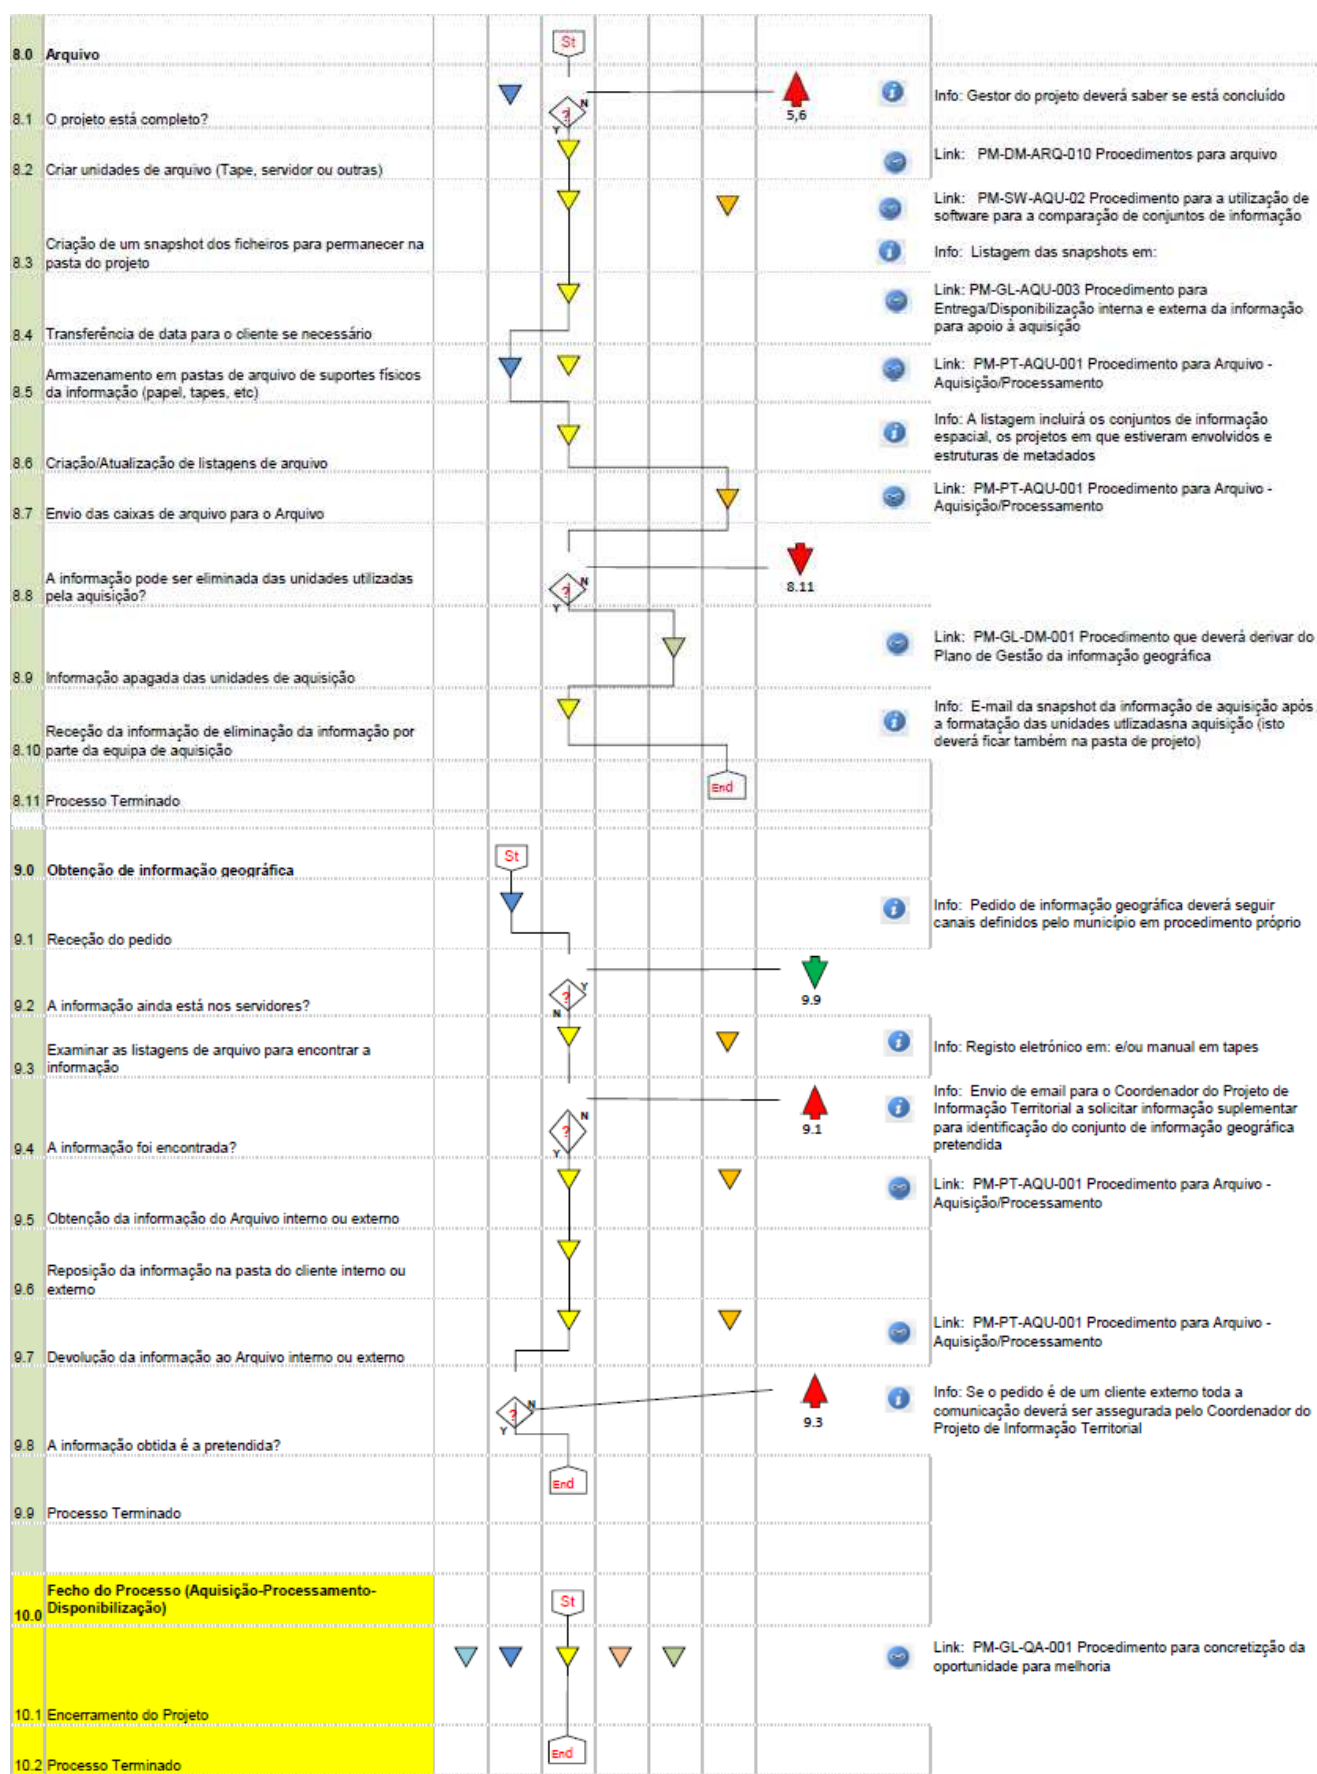 St
8.0 Arquivo
N
5,6
Info: Gestor do projeto deverá saber se está concluído
?
8.1 O projeto está completo?
Y
Link: PM-DM-ARQ-010 Procedimentos para arquivo
8.2 Criar unidades de arquivo (Tape, servidor ou outras)
Link: PM-SW-AQU-02 Procedimento para a utilização de
software para a comparação de conjuntos de informação
Criação de um snapshot dos ficheiros para permanecer na
8.3 pasta do projeto
Info: Listagem das snapshots em:
Link: PM-GL-AQU-003 Procedimento para
Entrega/Disponibilização interna e externa da informação
para apoio à aquisição
8.4 Transferência de data para o cliente se necessário
Link: PM-PT-AQU-001 Procedimento para Arquivo -
Aquisição/Processamento
Armazenamento em pastas de arquivo de suportes físicos
8.5 da informação (papel, tapes, etc)
Info: A listagem incluirá os conjuntos de informação
espacial, os projetos em que estiveram envolvidos e
estruturas de metadados
8.6 Criação/Atualização de listagens de arquivo
Link: PM-PT-AQU-001 Procedimento para Arquivo -
Aquisição/Processamento
8.7 Envio das caixas de arquivo para o Arquivo
A informação pode ser eliminada das unidades utilizadas
8.8 pela aquisição?
N
?
Y
8.11
Link: PM-GL-DM-001 Procedimento que deverá derivar do
Plano de Gestão da informação geográfica
8.9 Informação apagada das unidades de aquisição
Info: E-mail da snapshot da informação de aquisição após
a formatação das unidades utlizadasna aquisição (isto
deverá ficar também na pasta de projeto)
Receção da informação de eliminação da informação por
8.10 parte da equipa de aquisição
End
8.11 Processo Terminado
St
9.0 Obtenção de informação geográfica
Info: Pedido de informação geográfica deverá seguir
canais definidos pelo município em procedimento próprio
9.1 Receção do pedido
Y
?
N
9.9
9.2 A informação ainda está nos servidores?
Examinar as listagens de arquivo para encontrar a
9.3 informação
Info: Registo eletrónico em: e/ou manual em tapes
Info: Envio de email para o Coordenador do Projeto de
Informação Territorial a solicitar informação suplementar
para identificação do conjunto de informação geográfica
pretendida
N
?
Y
9.1
9.4 A informação foi encontrada?
Link: PM-PT-AQU-001 Procedimento para Arquivo -
Aquisição/Processamento
9.5 Obtenção da informação do Arquivo interno ou externo
Reposição da informação na pasta do cliente interno ou
9.6 externo
Link: PM-PT-AQU-001 Procedimento para Arquivo -
Aquisição/Processamento
9.7 Devolução da informação ao Arquivo interno ou externo
N
?
Y
9.3
Info: Se o pedido é de um cliente externo toda a
comunicação deverá ser assegurada pelo Coordenador do
Projeto de Informação Territorial
9.8 A informação obtida é a pretendida?
End
9.9 Processo Terminado
Fecho do Processo (Aquisição-Processamento-
10.0 Disponibilização)
St
Link: PM-GL-QA-001 Procedimento para concretizção da
oportunidade para melhoria
10.1 Encerramento do Projeto
End
10.2 Processo Terminado